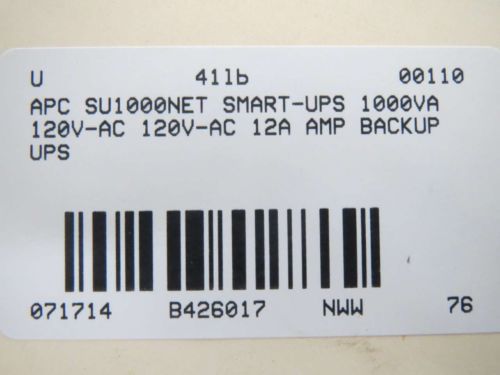 U 41lb 00110
APC SU1000NET SMART-UPS 1000VA
120V-AC 120V-AC 12A AMP BACKUP
UPS
071714 B426017 NWW 76